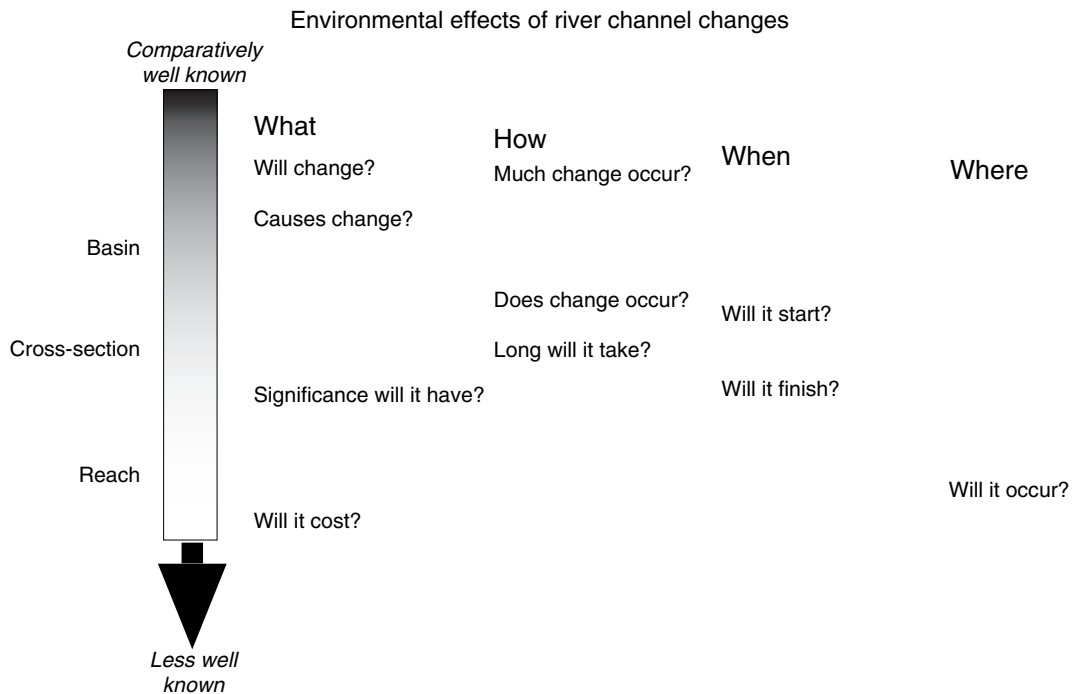 Environmental effects of river channel changes
Comparatively
well known
What
How
When
Where
Will change?
Much change occur?
Causes change?
Basin
Does change occur?
Will it start?
Cross-section
Long will it take?
Significance will it have?
Will it finish?
Reach
Will it occur?
Will it cost?
Less well
known